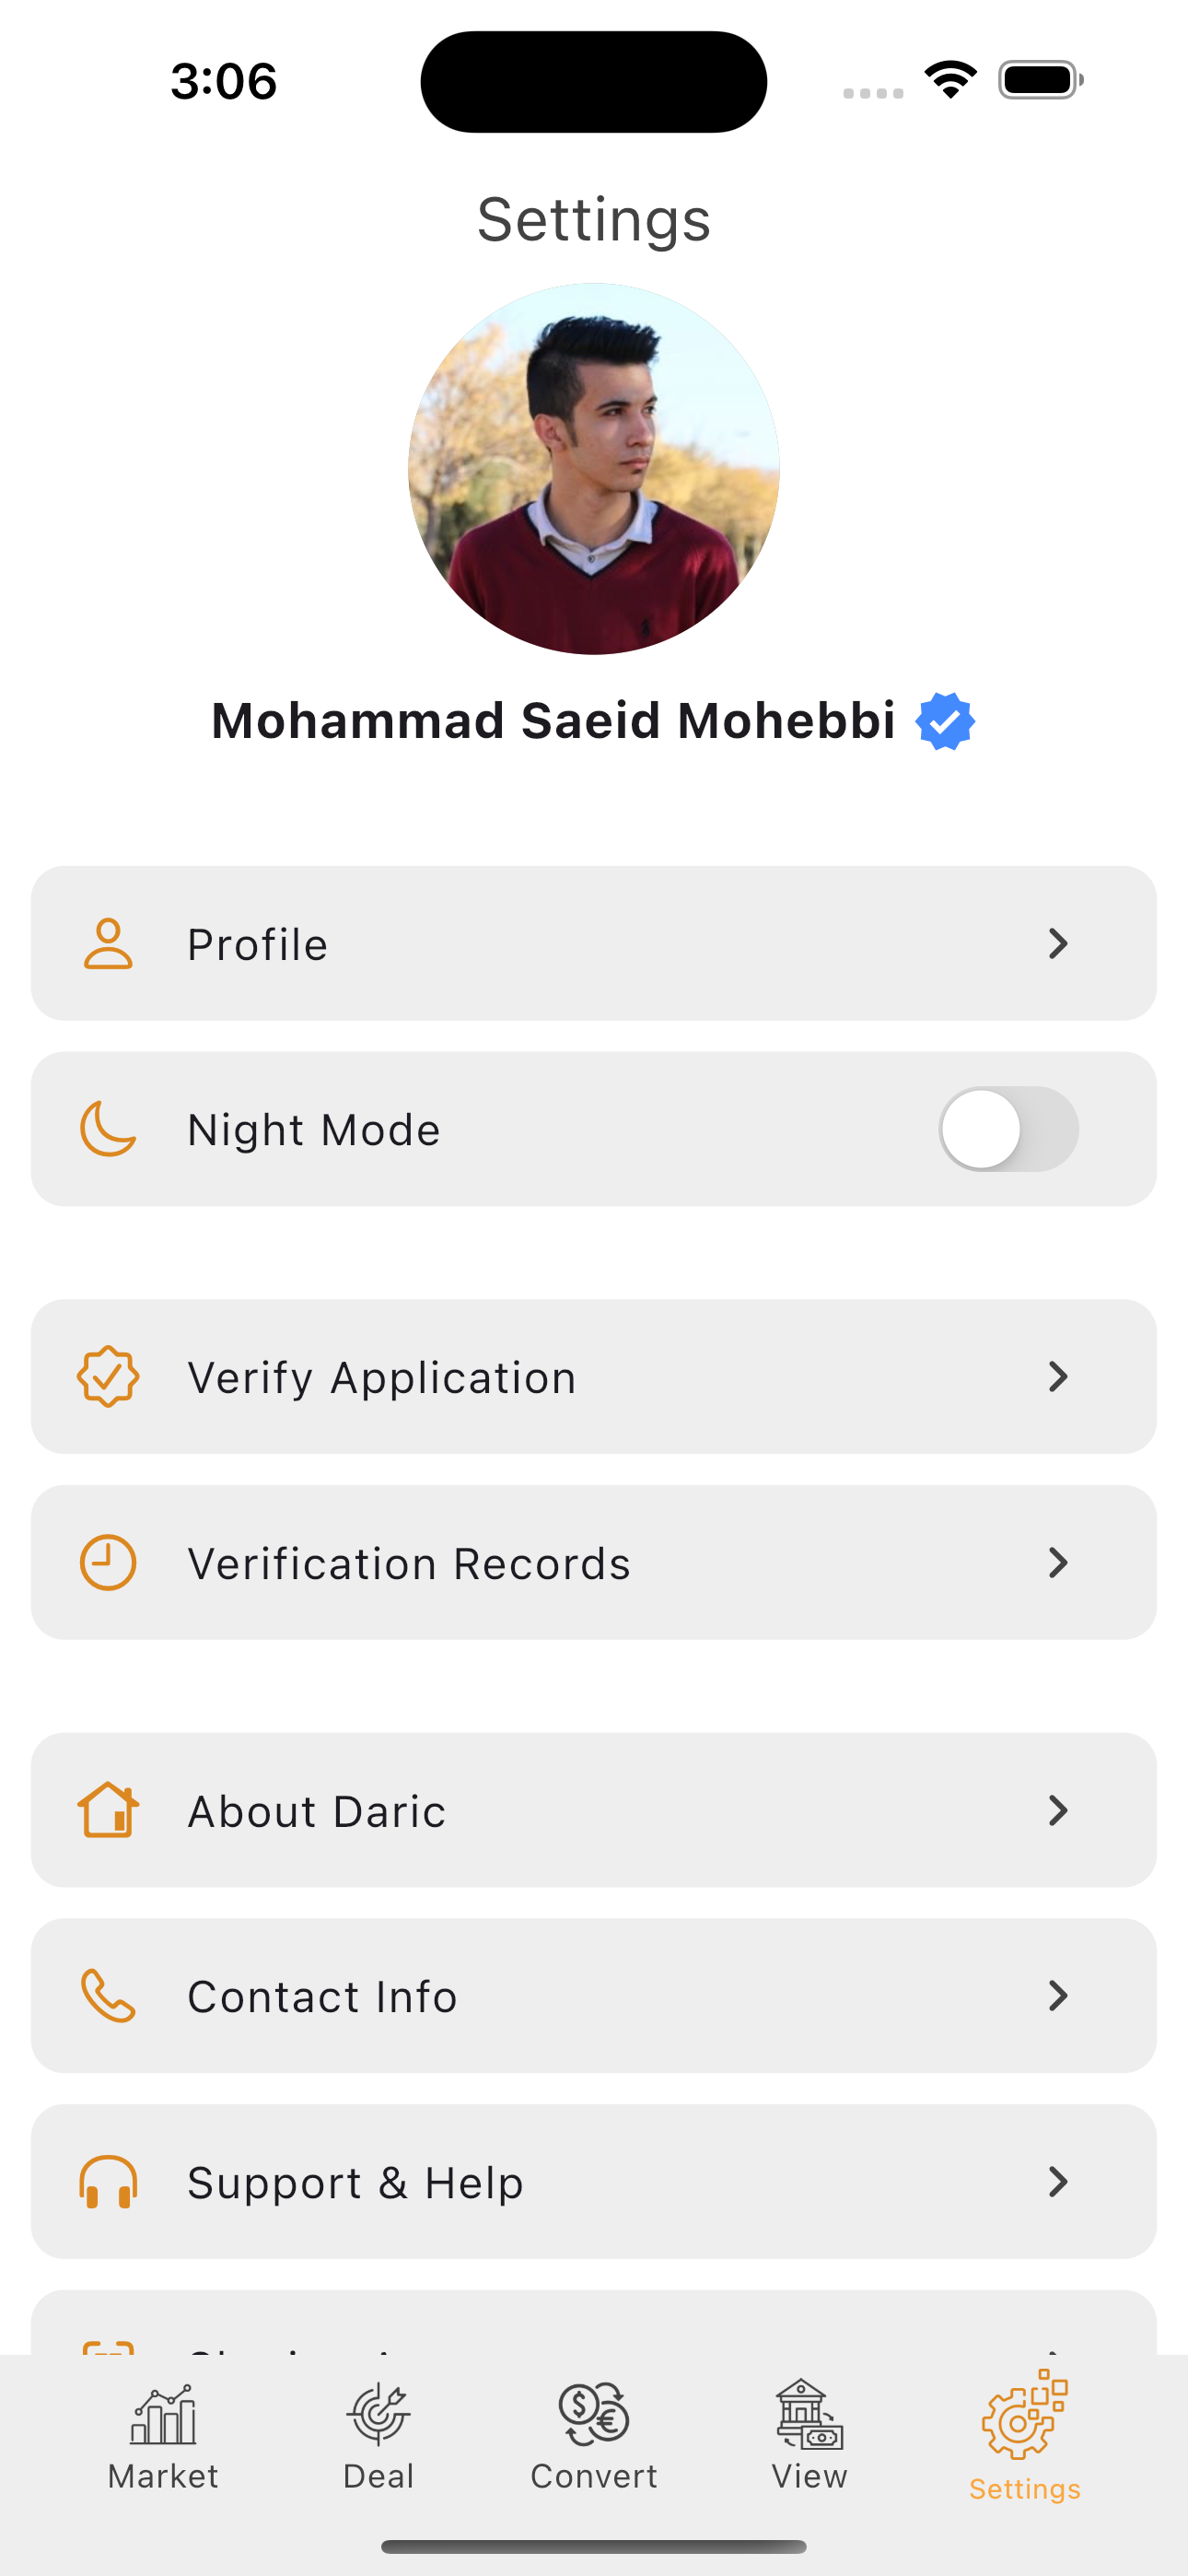 3:06
Settings
Mohammad Saeid Mohebbi
Profile
Night Mode
Verify Application
Verification Records
About Daric
Contact Info
Support & Help
Market
Deal
Convert
View
Settings